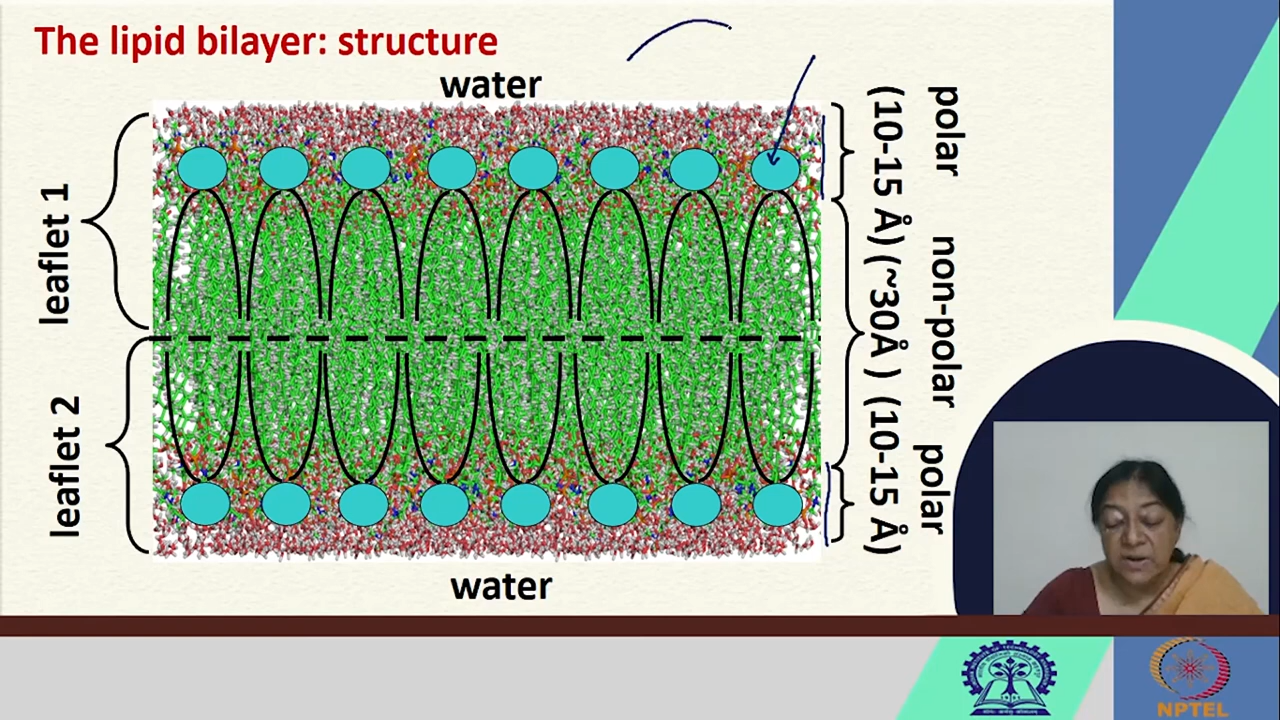 The lipid bilayer: structure
water
leaflet 1
leaflet 2
polar
(10-15 Å)
non-polar
(~30Å )
polar
(10-15 Å)
water
NPTEL